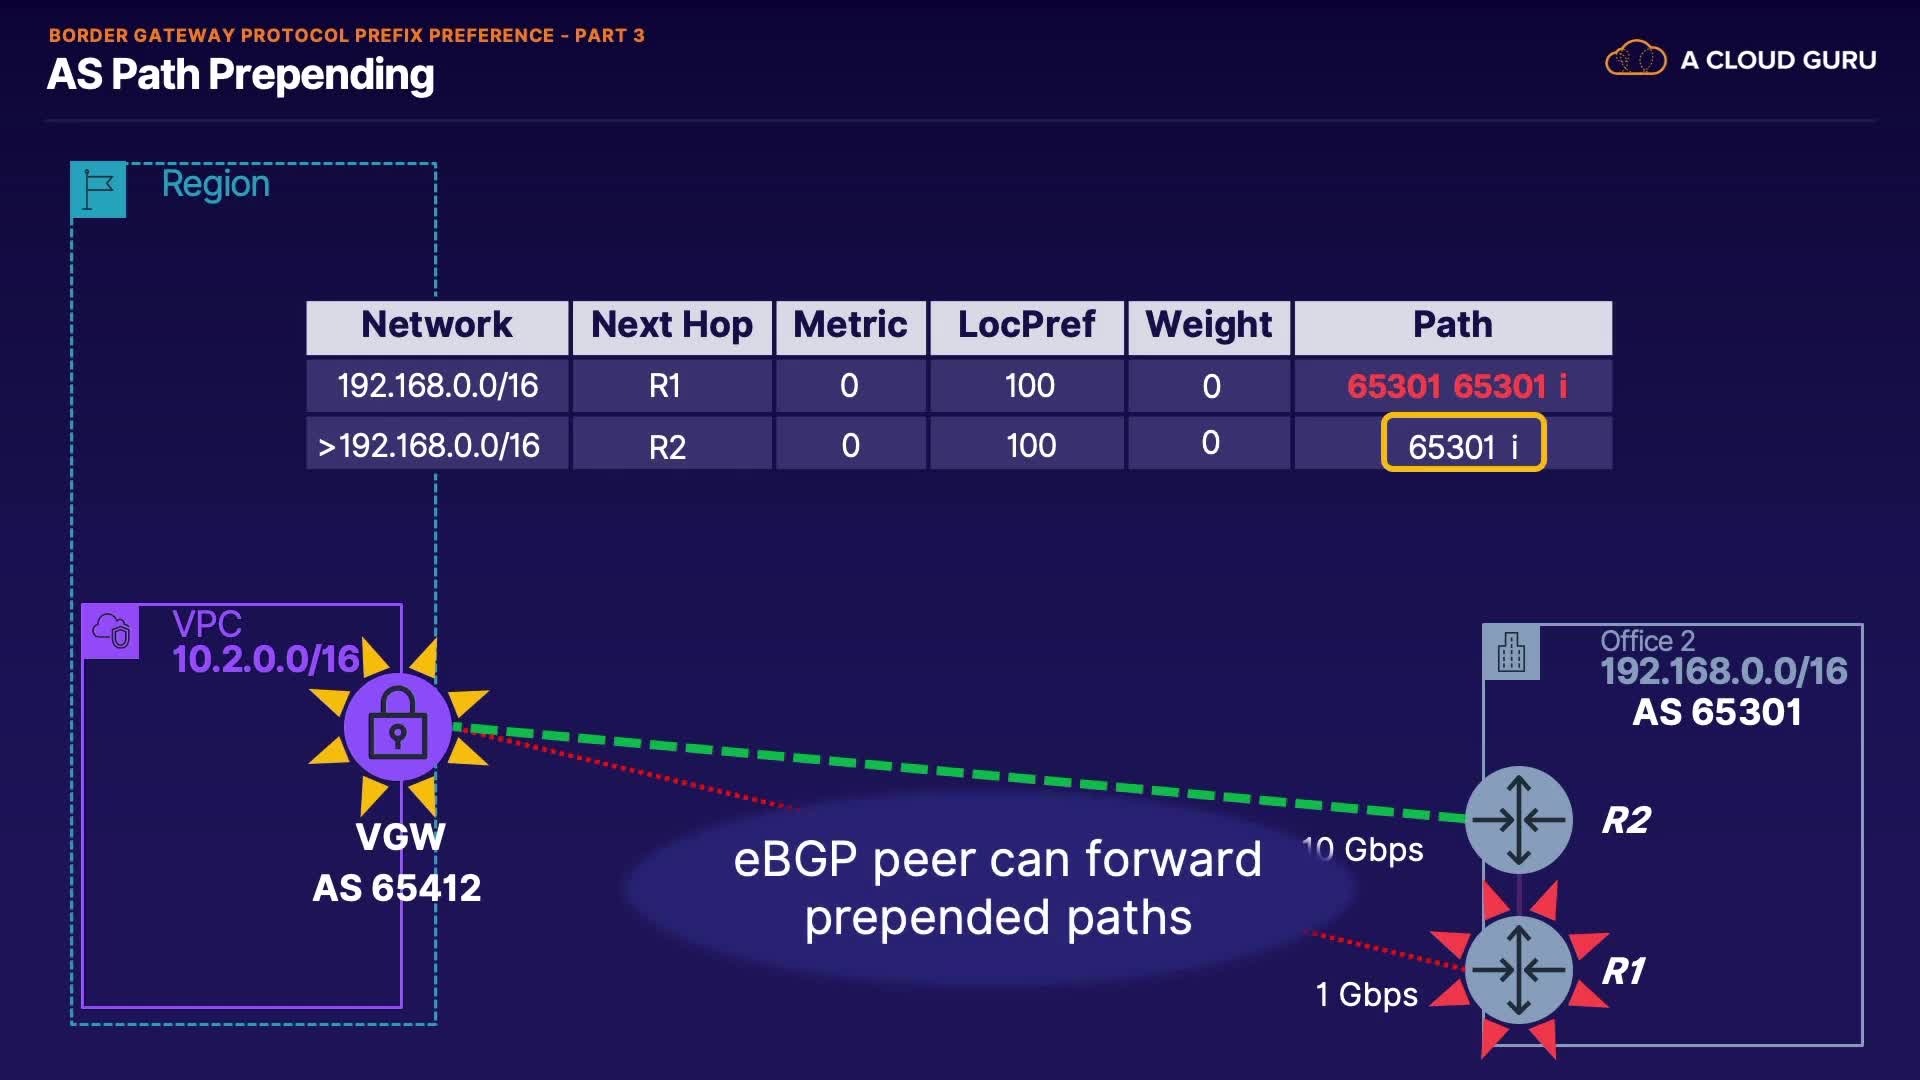 BORDER GATEWAY PROTOCOL PREFIX PREFERENCE - PART 3
AS Path Prepending
A CLOUD GURU
Region
Network Next Hop Metric LocPref Weight Path
192.168.0.0/16 R1 0 100 0 65301 65301 i
>192.168.0.0/16 R2 0 100 0 65301 i
VPC
10.2.0.0/16
VGW
AS 65412
Office 2
192.168.0.0/16
AS 65301
R2
10 Gbps
eBGP peer can forward
prepended paths
R1
1 Gbps